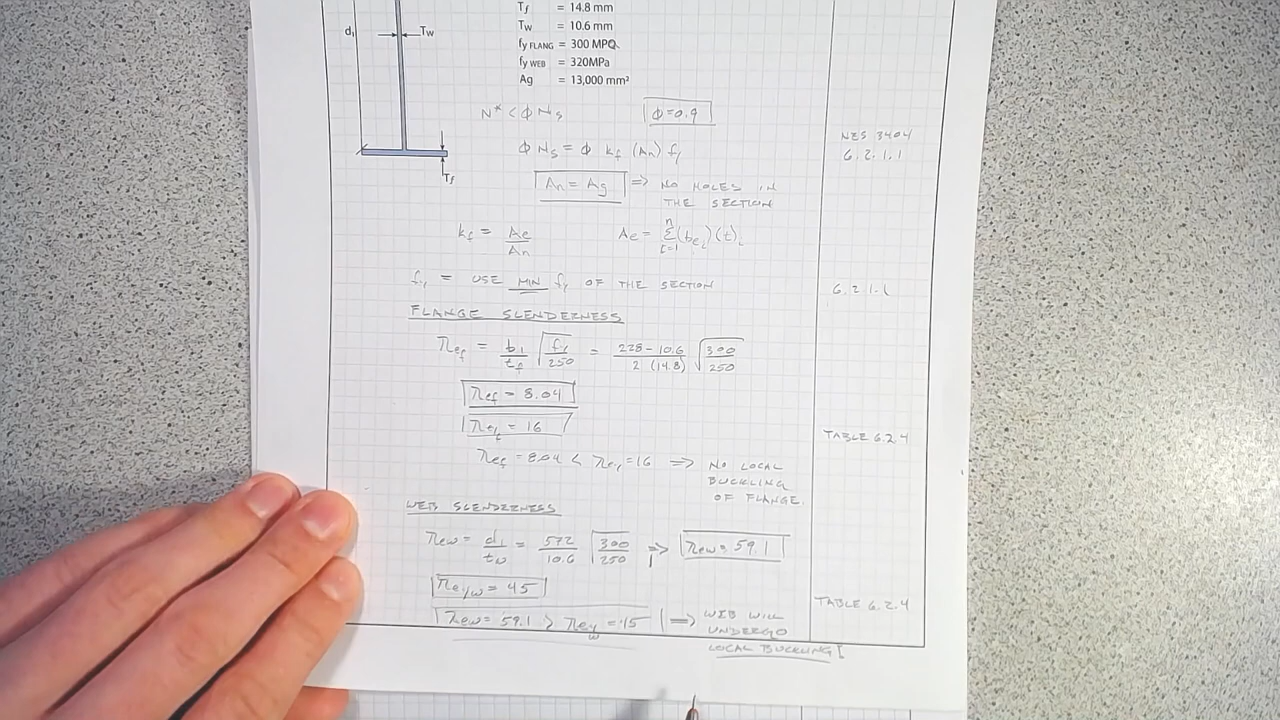 d₁
Tw
Tf
Tf = 14.8 mm
Tw = 10.6 mm
fy FLANG = 300 MPa
fy WEB = 320MPa
Ag = 13,000 mm²
N* < ϕNs ϕ=0.9
NZS 3404
6.2.1.1
ϕNs = ϕ kf (An) fy
An = Ag ⇒ NO HOLES IN
THE SECTION
kf = Ae/An Ae = Σ(i=1 to n) (bei)(t)i
fy = USE MIN fy OF THE SECTION
6.2.1.1
FLANGE SLENDERNESS
λef = b1/tf √(fy/250) = (228-10.6)/(2 (14.8)) √(300/250)
λef = 8.04
λey = 16
TABLE 6.2.4
λef = 8.04 < λey = 16 ⇒ NO LOCAL
BUCKLING
OF FLANGE.
WEB SLENDERNESS
λew = d1/tw = 572/10.6 √(300/250) ⇒ λew = 59.1
λeyw = 45
TABLE 6.2.4
λew = 59.1 > λeyw = 45 ⇒ WEB WILL
UNDERGO
LOCAL BUCKLING